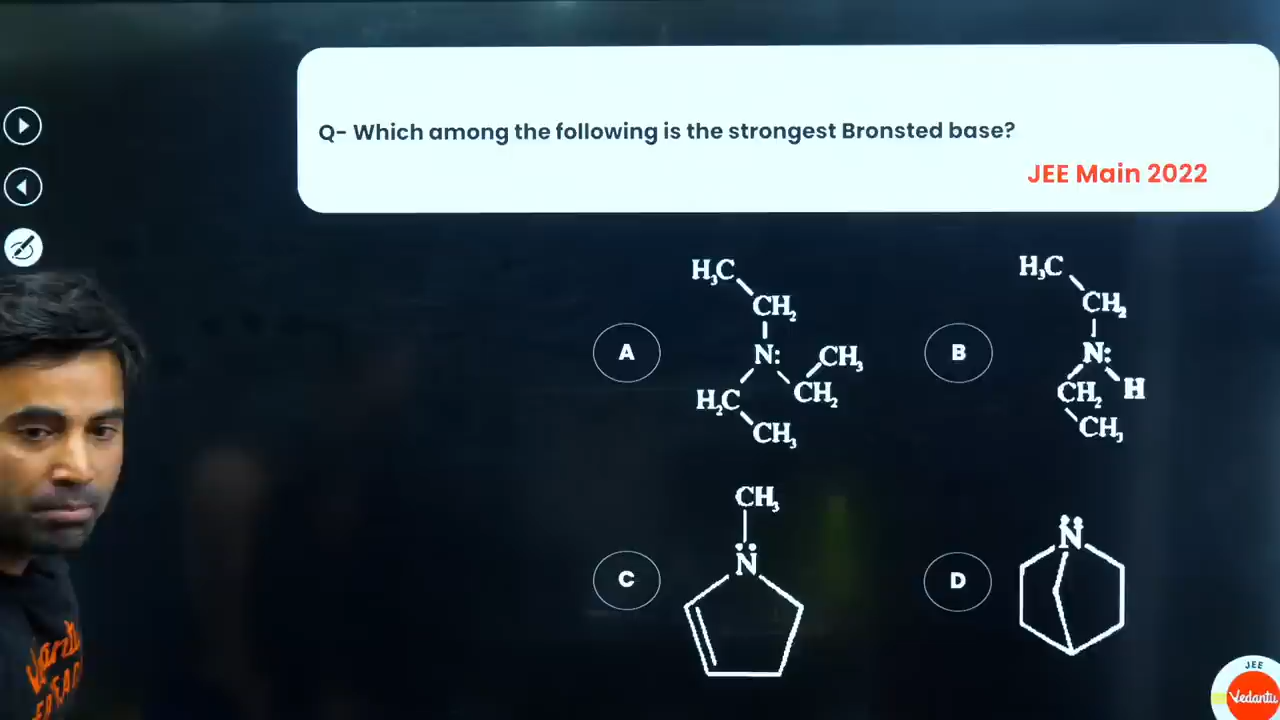 Q- Which among the following is the strongest Bronsted base?
JEE Main 2022
A
H₃C
CH₂
N:
CH₃
H₂C
CH₂
CH₃
B
H₃C
CH₂
N:
CH₂
H
CH₃
C
CH₃
N
D
N
JEE
Vedantu